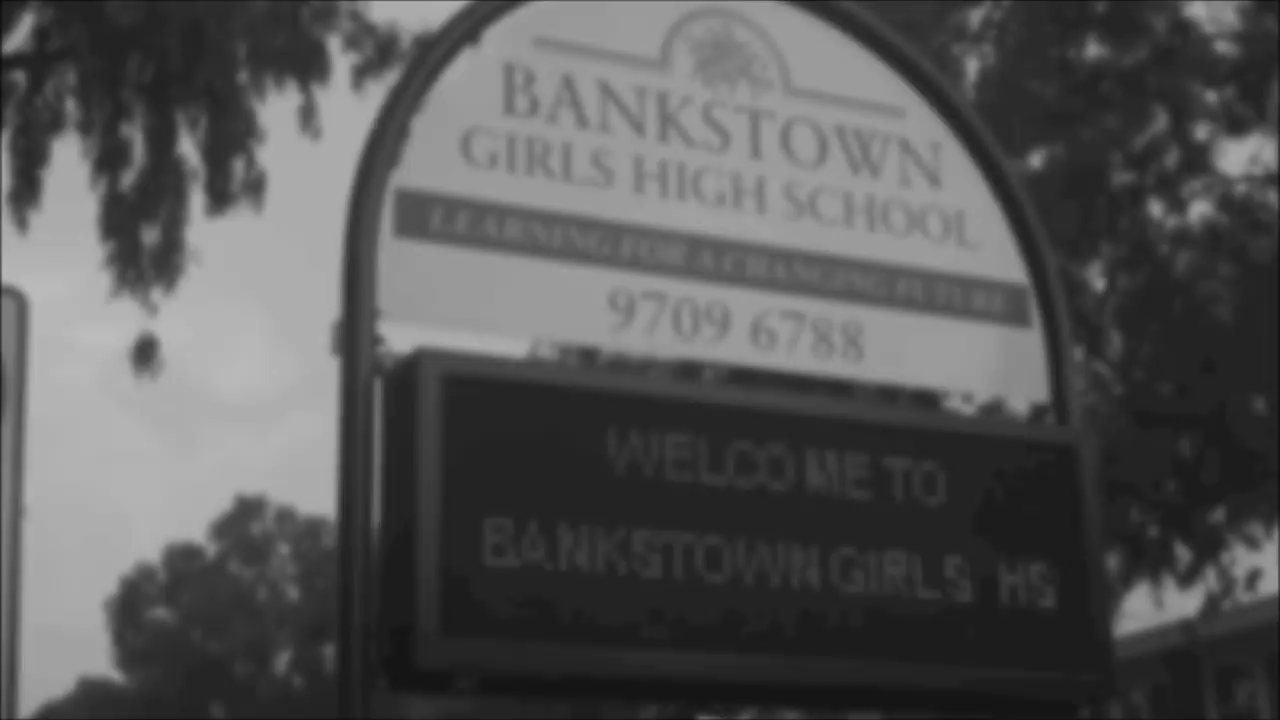 BANKSTOWN
GIRLS HIGH SCHOOL
LEARNING FOR A CHANGING FUTURE
9709 6788
WELCOME TO
BANKSTOWN GIRLS HS